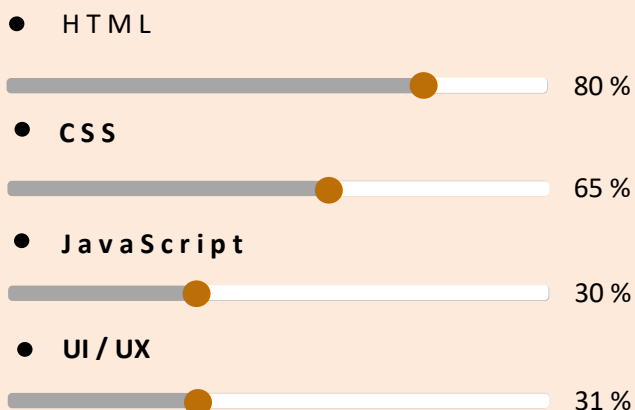 HTML
80 %
CSS
65 %
JavaScript
30 %
UI / UX
31 %